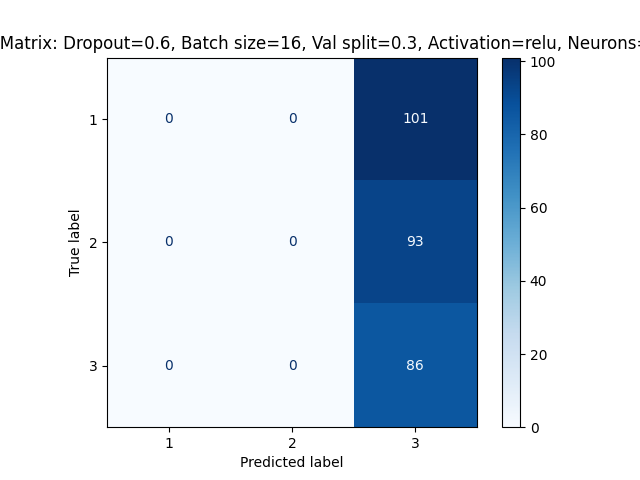 Matrix: Dropout=0.6, Batch size=16, Val split=0.3, Activation=relu, Neurons=
1 0 0 101
2 0 0 93
3 0 0 86
1 2 3
Predicted label
True label
100
80
60
40
20
0